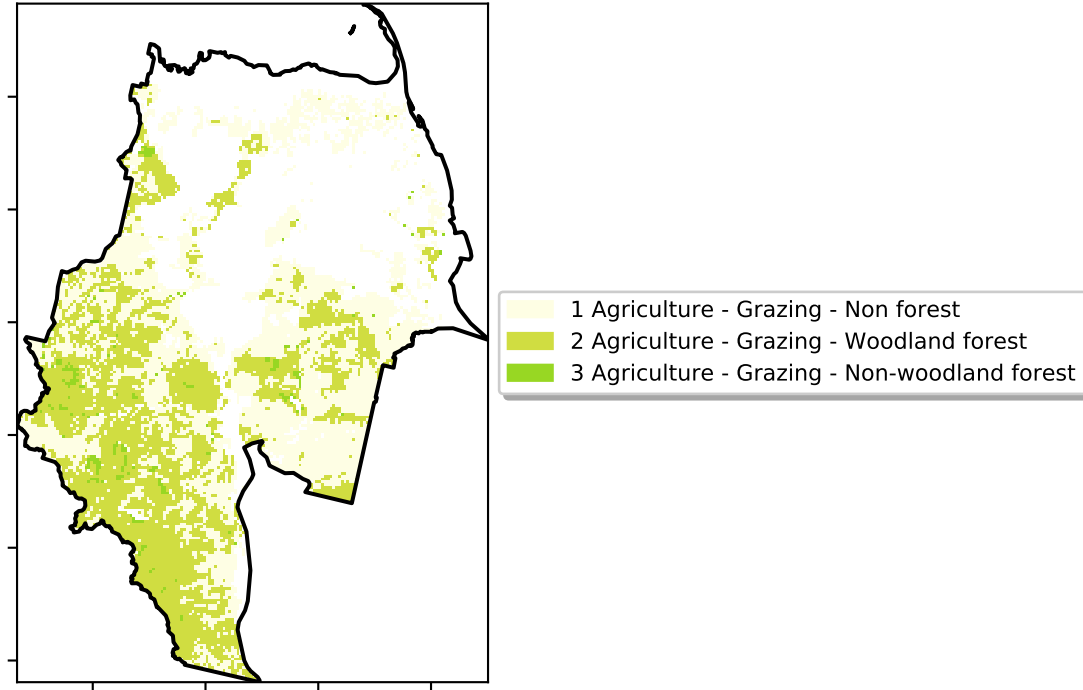 1 Agriculture - Grazing - Non forest
2 Agriculture - Grazing - Woodland forest
3 Agriculture - Grazing - Non-woodland forest